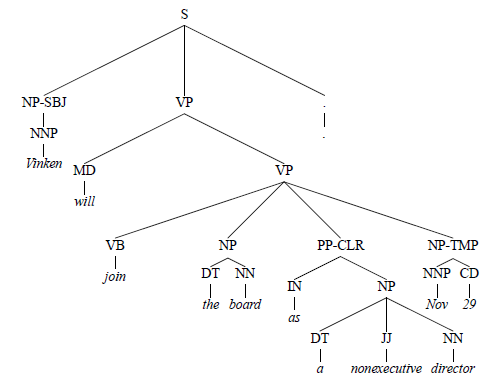 S
NP-SBJ VP .
NNP .
Vinken MD VP
will
VB NP PP-CLR NP-TMP
join DT NN IN NP NNP CD
the board as Nov 29
DT JJ NN
a nonexecutive director